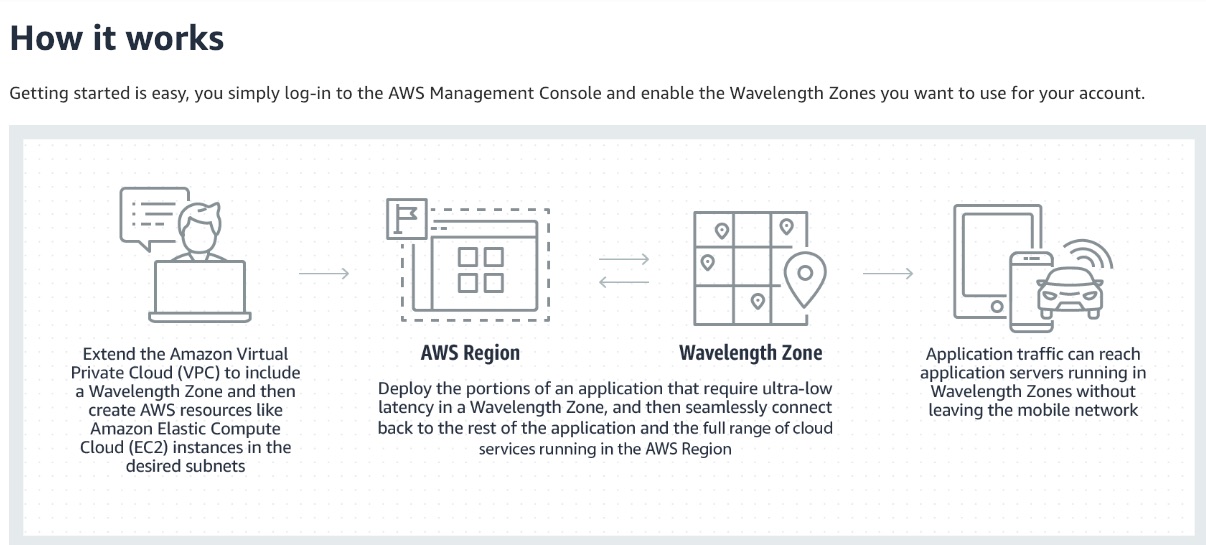 How it works
Getting started is easy, you simply log-in to the AWS Management Console and enable the Wavelength Zones you want to use for your account.
Extend the Amazon Virtual
Private Cloud (VPC) to include
a Wavelength Zone and then
create AWS resources like
Amazon Elastic Compute
Cloud (EC2) instances in the
desired subnets
AWS Region
Wavelength Zone
Deploy the portions of an application that require ultra-low
latency in a Wavelength Zone, and then seamlessly connect
back to the rest of the application and the full range of cloud
services running in the AWS Region
Application traffic can reach
application servers running in
Wavelength Zones without
leaving the mobile network